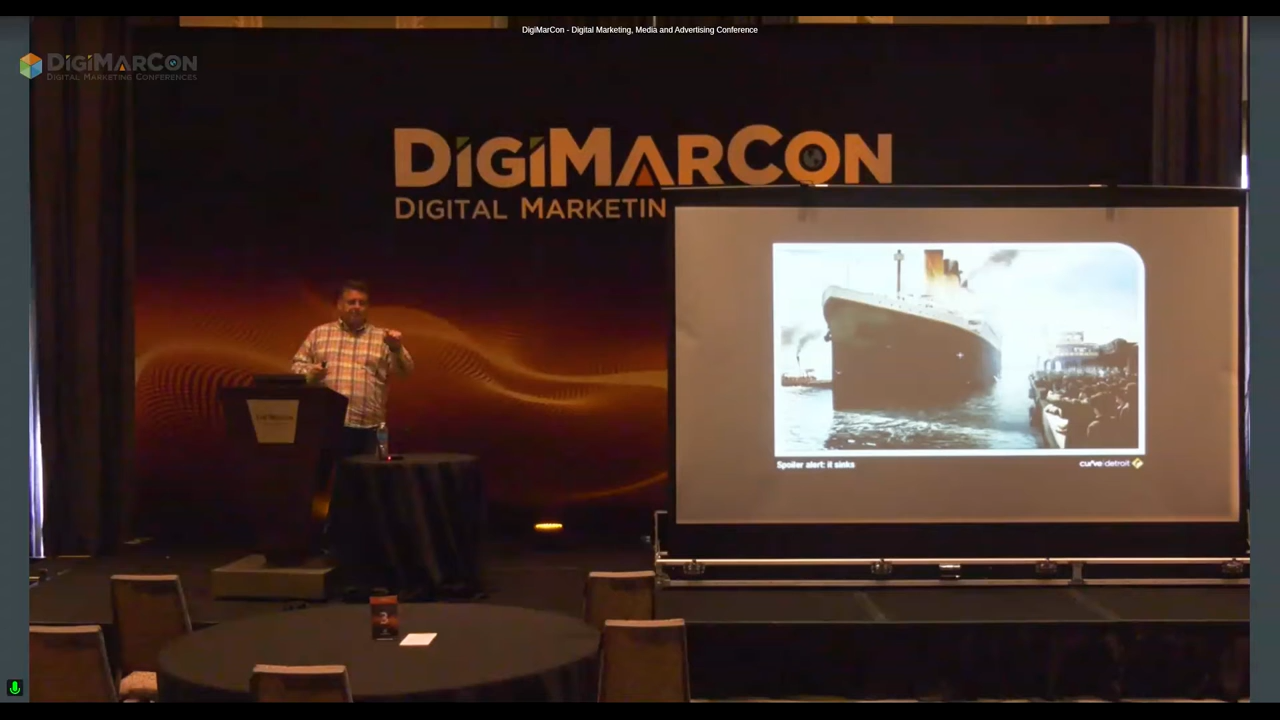 DigiMarCon - Digital Marketing, Media and Advertising Conference
DIGIMARCON
DIGITAL MARKETING CONFERENCES
DIGIMARCON
DIGITAL MARKETIN
Spoiler alert: it sinks
curve detroit
3